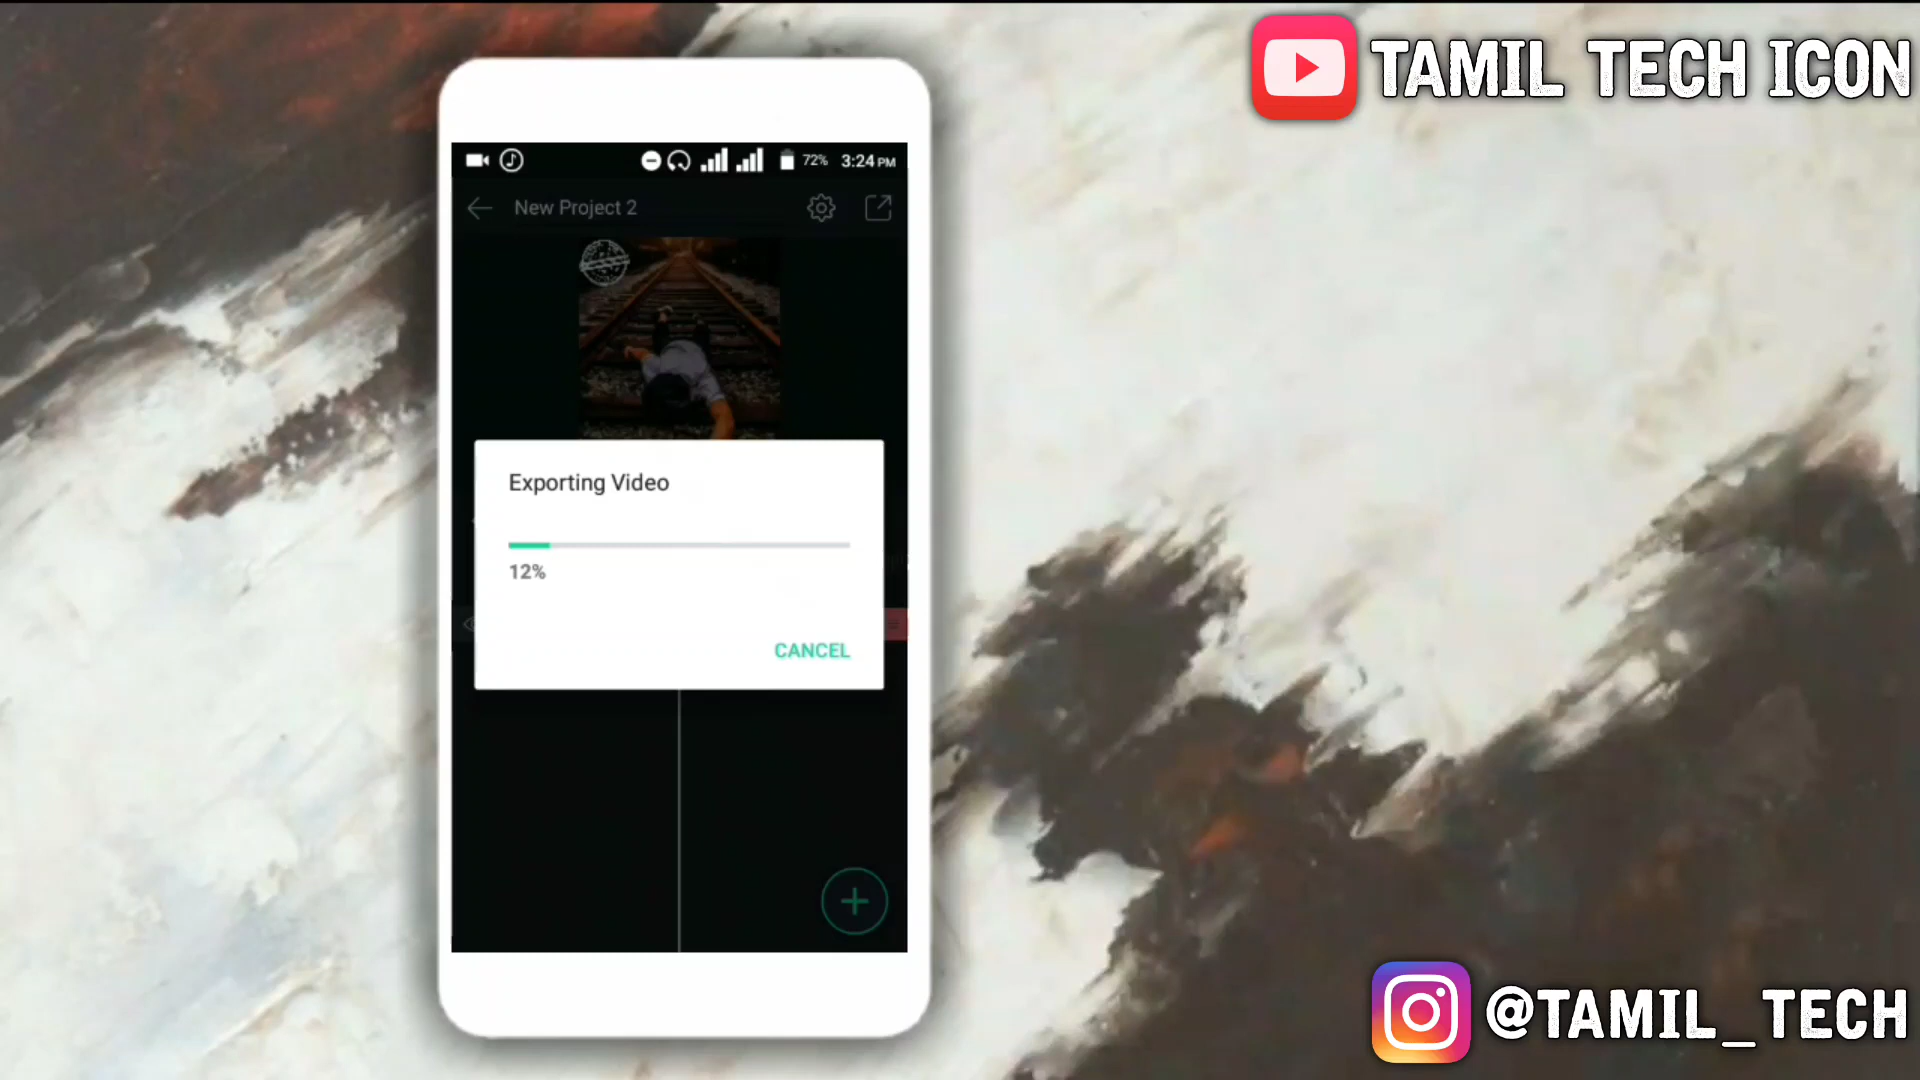 TAMIL TECH ICON
72% 3:24 PM
New Project 2
Exporting Video
12%
CANCEL
@TAMIL_TECH